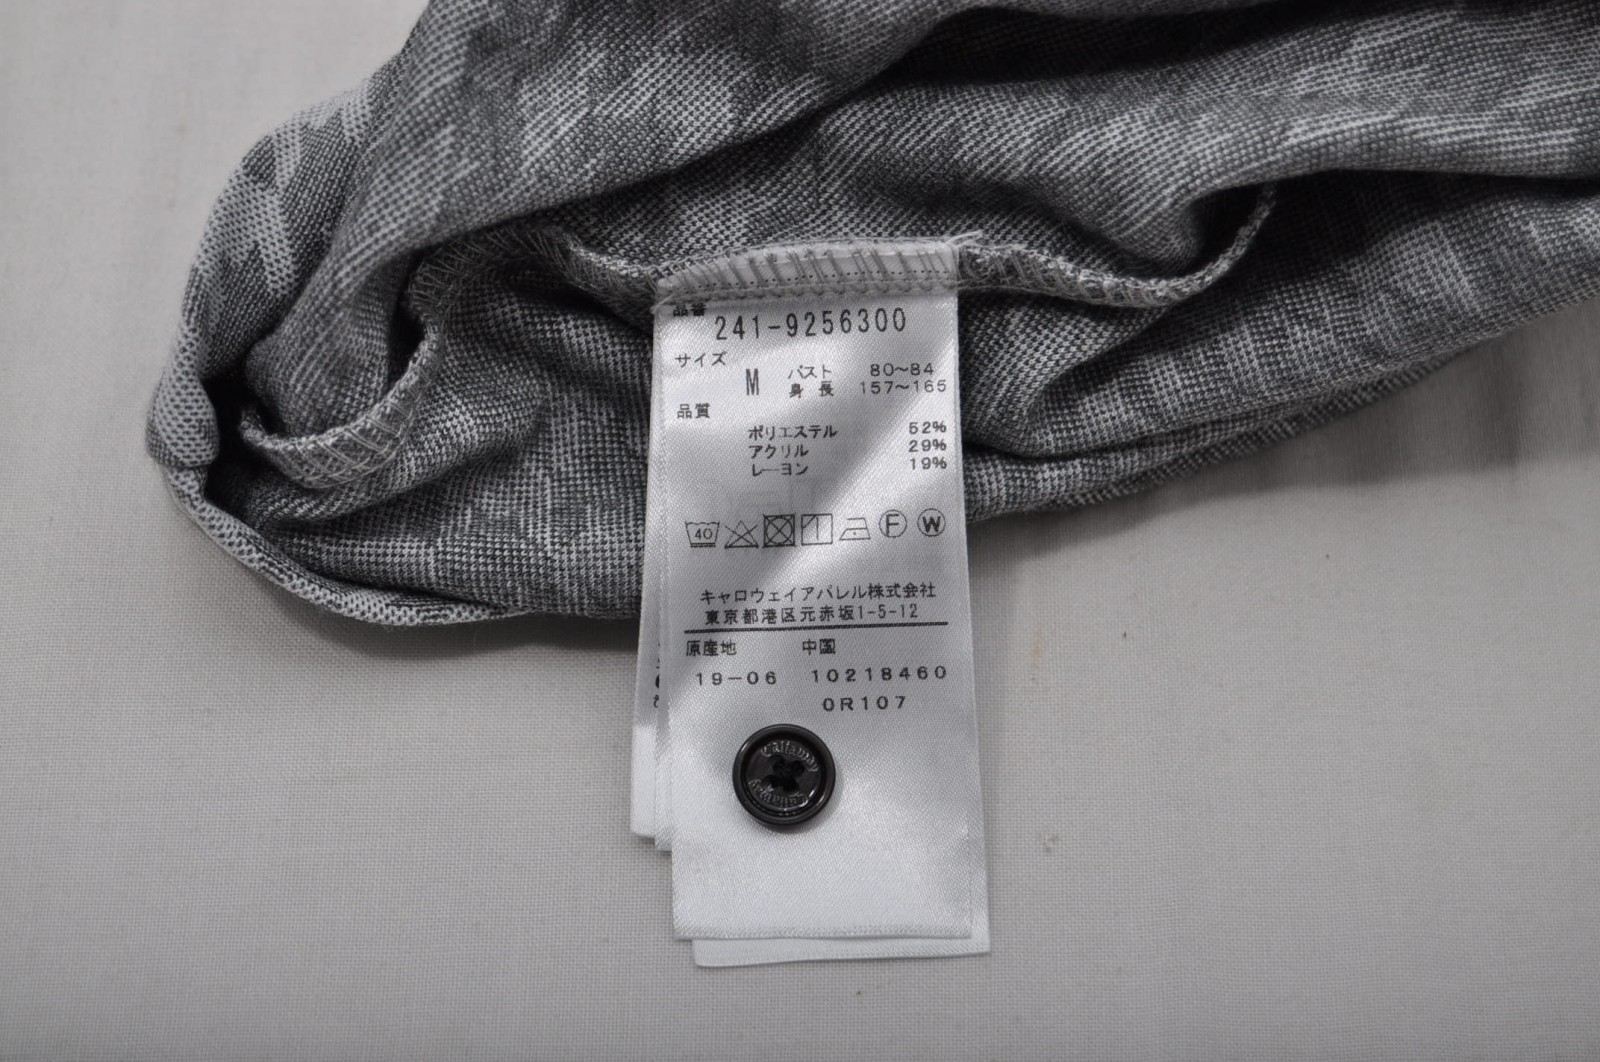 品番
241-9256300
サイズ
M バスト 80~84
身長 157~165
品質
ポリエステル 52%
アクリル 29%
レーヨン 19%
40 F W
キャロウェイアパレル株式会社
東京都港区元赤坂1-5-12
原産地 中国
19-06 10218460
0R107
Callaway
Callaway